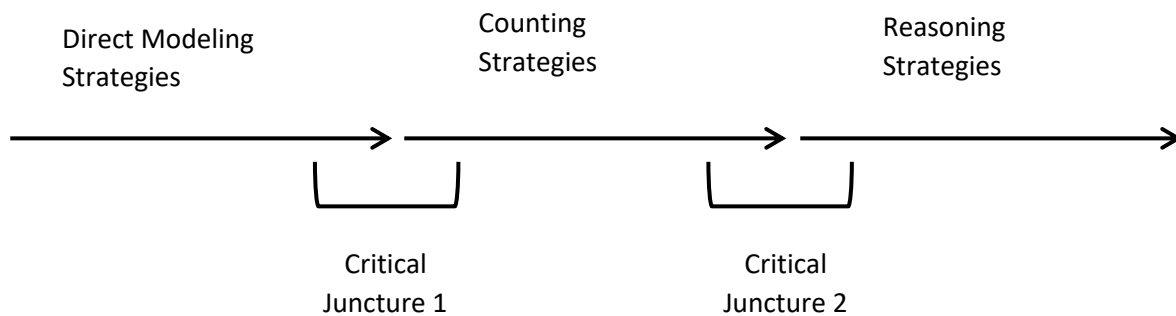 Direct Modeling
Strategies
Counting
Strategies
Reasoning
Strategies
Critical
Juncture 1
Critical
Juncture 2